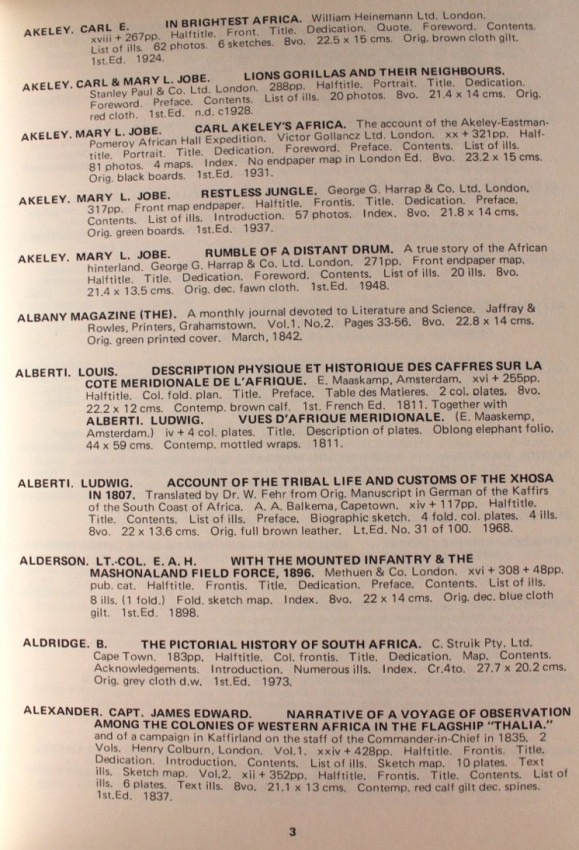 AKELEY. CARL E. IN BRIGHTEST AFRICA. William Heinemann Ltd. London.
xviii + 267pp. Halftitle. Front. Title. Dedication. Quote. Foreword. Contents.
List of ills. 62 photos. 6 sketches. 8vo. 22.5 x 15 cms. Orig. brown cloth gilt.
1st.Ed. 1924.
AKELEY. CARL & MARY L. JOBE. LIONS GORILLAS AND THEIR NEIGHBOURS.
Stanley Paul & Co. Ltd. London. 288pp. Halftitle. Portrait. Title. Dedication.
Foreword. Preface. Contents. List of ills. 20 photos. 8vo. 21.4 x 14 cms. Orig.
red cloth. 1st.Ed. n.d. c1928.
AKELEY. MARY L. JOBE. CARL AKELEY'S AFRICA. The account of the Akeley-Eastman-
Pomeroy African Hall Expedition. Victor Gollancz Ltd. London. xx + 321pp. Half-
title. Portrait. Title. Dedication. Foreword. Preface. Contents. List of ills.
81 photos. 4 maps. Index. No endpaper map in London Ed. 8vo. 23.2 x 15 cms.
Orig. black boards. 1st.Ed. 1931.
AKELEY. MARY L. JOBE. RESTLESS JUNGLE. George G. Harrap & Co. Ltd. London.
317pp. Front map endpaper. Halftitle. Frontis. Title. Dedication. Preface.
Contents. List of ills. Introduction. 57 photos. Index. 8vo. 21.8 x 14 cms.
Orig. green boards. 1st.Ed. 1937.
AKELEY. MARY L. JOBE. RUMBLE OF A DISTANT DRUM. A true story of the African
hinterland. George G. Harrap & Co. Ltd. London. 271pp. Front endpaper map.
Halftitle. Title. Dedication. Foreword. Contents. List of ills. 20 ills. 8vo.
21.4 x 13.5 cms. Orig. dec. fawn cloth. 1st.Ed. 1948.
ALBANY MAGAZINE (THE). A monthly journal devoted to Literature and Science. Jaffray &
Rowles, Printers, Grahamstown. Vol.1. No.2. Pages 33-56. 8vo. 22.8 x 14 cms.
Orig. green printed cover. March, 1842.
ALBERTI. LOUIS. DESCRIPTION PHYSIQUE ET HISTORIQUE DES CAFFRES SUR LA
COTE MERIDIONALE DE L'AFRIQUE. E. Maaskamp, Amsterdam. xvi + 255pp.
Halftitle. Col. fold. plan. Title. Preface. Table des Matieres. 2 col. plates. 8vo.
22.2 x 12 cms. Contemp. brown calf. 1st. French Ed. 1811. Together with
ALBERTI. LUDWIG. VUES D'AFRIQUE MERIDIONALE. (E. Maaskemp,
Amsterdam.) iv + 4 col. plates. Title. Description of plates. Oblong elephant folio.
44 x 59 cms. Contemp. mottled wraps. 1811.
ALBERTI. LUDWIG. ACCOUNT OF THE TRIBAL LIFE AND CUSTOMS OF THE XHOSA
IN 1807. Translated by Dr. W. Fehr from Orig. Manuscript in German of the Kaffirs
of the South Coast of Africa. A. A. Balkema, Capetown. xiv + 117pp. Halftitle.
Title. Contents. List of ills. Preface. Biographic sketch. 4 fold. col. plates. 4 ills.
8vo. 22 x 13.6 cms. Orig. full brown leather. Lt.Ed. No. 31 of 100. 1968.
ALDERSON. LT.-COL. E. A. H. WITH THE MOUNTED INFANTRY & THE
MASHONALAND FIELD FORCE, 1896. Methuen & Co. London. xvi + 308 + 48pp.
pub. cat. Halftitle. Frontis. Title. Dedication. Preface. Contents. List of ills.
8 ills. (1 fold.) Fold. sketch map. Index. 8vo. 22 x 14 cms. Orig. dec. blue cloth
gilt. 1st.Ed. 1898.
ALDRIDGE. B. THE PICTORIAL HISTORY OF SOUTH AFRICA. C. Struik Pty. Ltd.
Cape Town. 183pp. Halftitle. Col. frontis. Title. Dedication. Map. Contents.
Acknowledgements. Introduction. Numerous ills. Index. Cr.4to. 27.7 x 20.2 cms.
Orig. grey cloth d.w. 1st.Ed. 1973.
ALEXANDER. CAPT. JAMES EDWARD. NARRATIVE OF A VOYAGE OF OBSERVATION
AMONG THE COLONIES OF WESTERN AFRICA IN THE FLAGSHIP "THALIA."
and of a campaign in Kaffirland on the staff of the Commander-in-Chief in 1835. 2
Vols. Henry Colburn, London. Vol.1. xxiv + 428pp. Halftitle. Frontis. Title.
Dedication. Introduction. Contents. List of ills. Sketch map. 10 plates. Text
ills. Sketch map. Vol.2. xii + 352pp. Halftitle. Frontis. Title. Contents. List of
ills. 6 plates. Text ills. 8vo. 21.1 x 13 cms. Contemp. red calf gilt dec. spines.
1st.Ed. 1837.
3